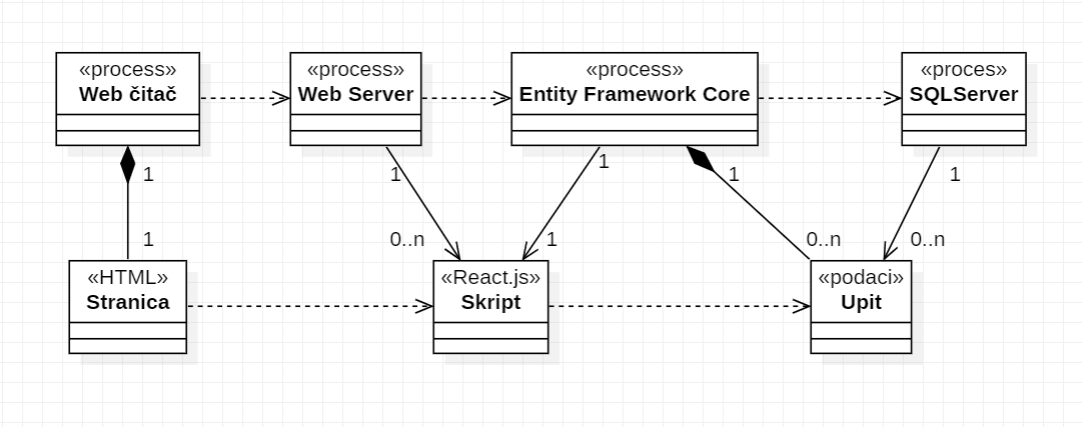 «process»
Web čitač
«process»
Web Server
«process»
Entity Framework Core
«proces»
SQLServer
1
1
1
1
1
1
0..n
1
0..n
0..n
«HTML»
Stranica
«React.js»
Skript
«podaci»
Upit